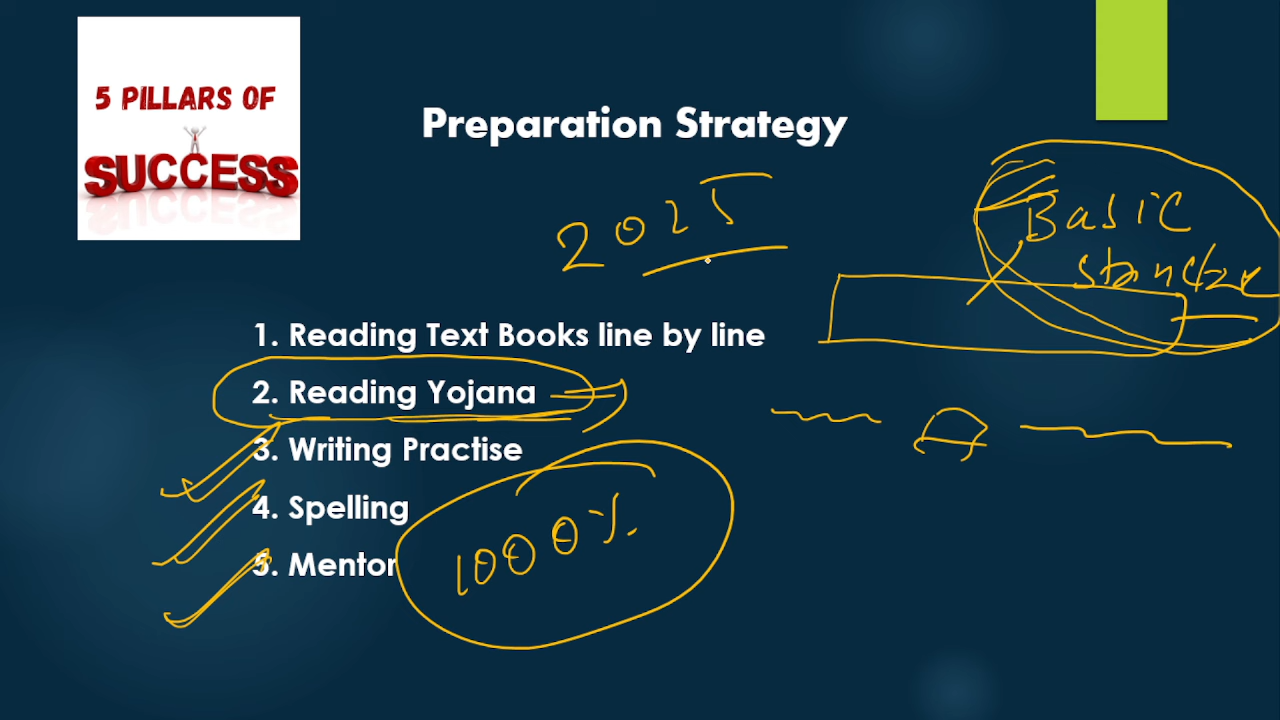 5 PILLARS OF
SUCCESS
Preparation Strategy
2025
Basic
1. Reading Text Books line by line
2. Reading Yojana
3. Writing Practise
4. Spelling
5. Mentor
1000%